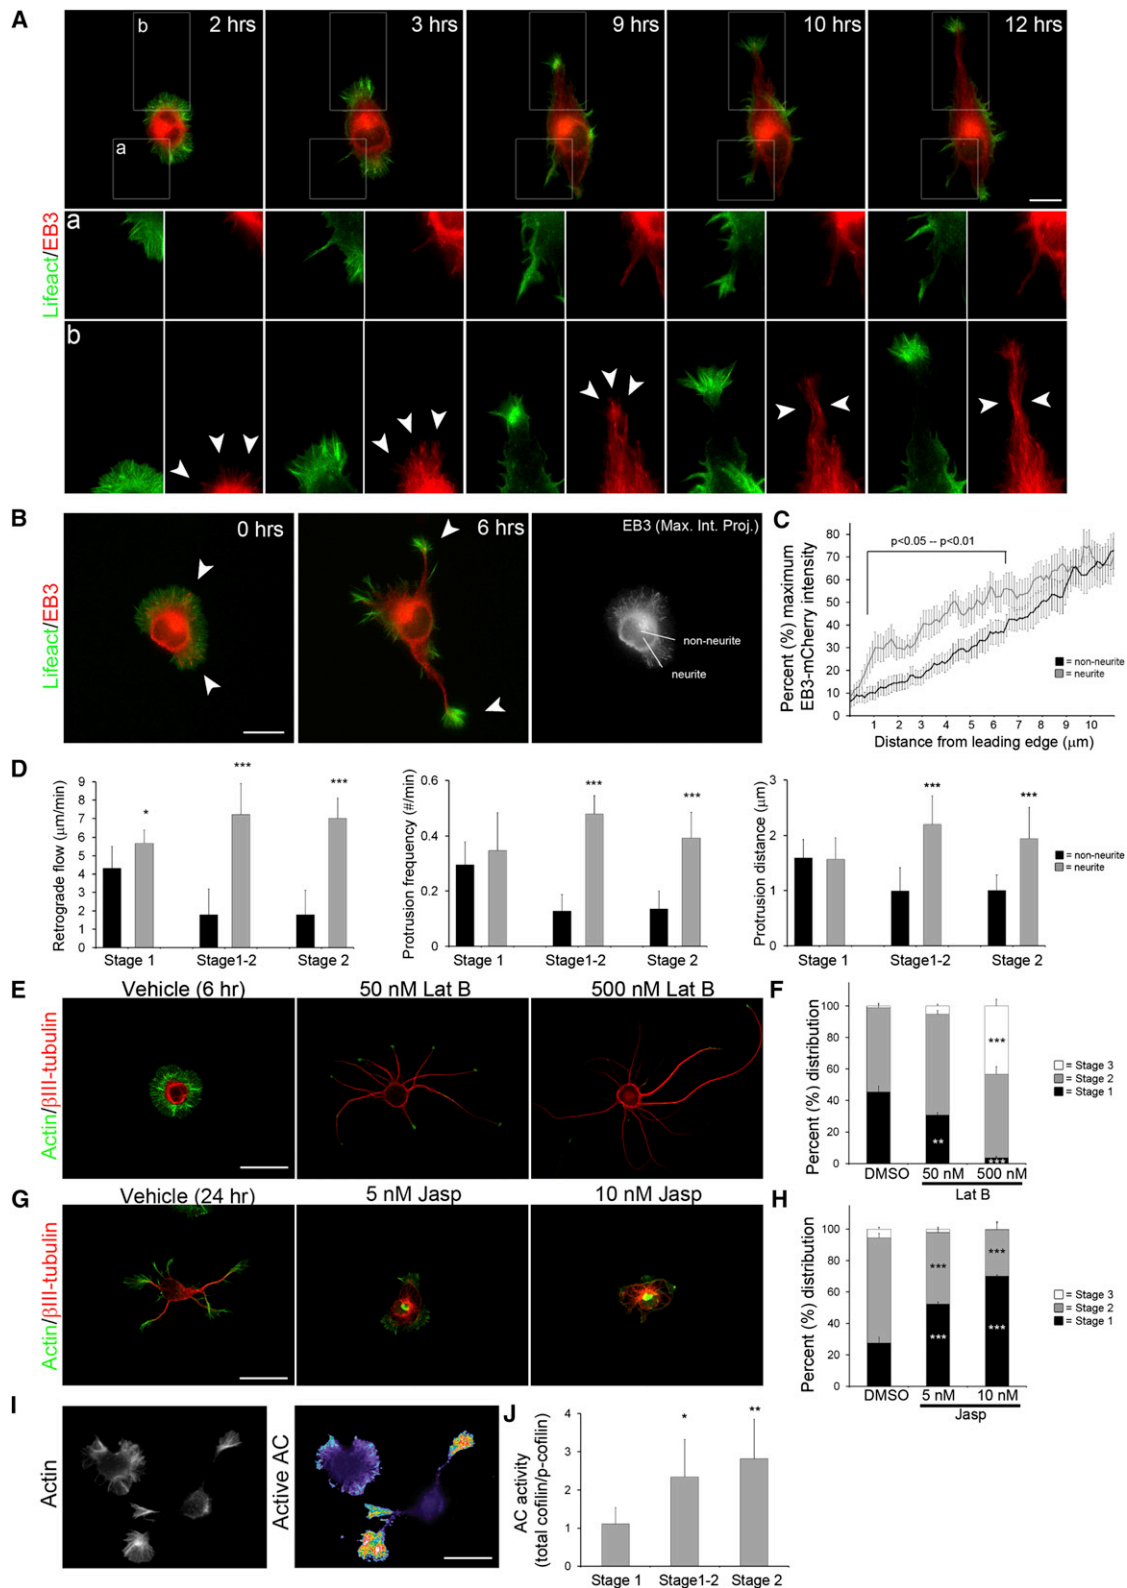 A
b
2 hrs
3 hrs
9 hrs
10 hrs
12 hrs
a
Lifeact/EB3
a
b
B
0 hrs
6 hrs
EB3 (Max. Int. Proj.)
non-neurite
neurite
Lifeact/EB3
C
p<0.05 -- p<0.01
Percent (%) maximum
EB3-mCherry intensity
80
70
60
50
40
30
20
10
0
1 2 3 4 5 6 7 8 9 10
Distance from leading edge (μm)
= non-neurite
= neurite
D
Retrograde flow (μm/min)
9
8
7
6
5
4
3
2
1
0
*
***
***
Stage 1 Stage1-2 Stage 2
Protrusion frequency (#/min)
0.6
0.4
0.2
0
***
***
Stage 1 Stage1-2 Stage 2
Protrusion distance (μm)
3
2
1
0
***
***
Stage 1 Stage1-2 Stage 2
= non-neurite
= neurite
E
Vehicle (6 hr)
50 nM Lat B
500 nM Lat B
Actin/βIII-tubulin
F
Percent (%) distribution
100
80
60
40
20
0
**
***
***
DMSO 50 nM 500 nM
Lat B
= Stage 3
= Stage 2
= Stage 1
G
Vehicle (24 hr)
5 nM Jasp
10 nM Jasp
Actin/βIII-tubulin
H
Percent (%) distribution
100
80
60
40
20
0
***
***
***
***
DMSO 5 nM 10 nM
Jasp
= Stage 3
= Stage 2
= Stage 1
I
Actin
Active AC
J
AC activity
(total cofilin/p-cofilin)
4
3
2
1
0
*
**
Stage 1 Stage1-2 Stage 2